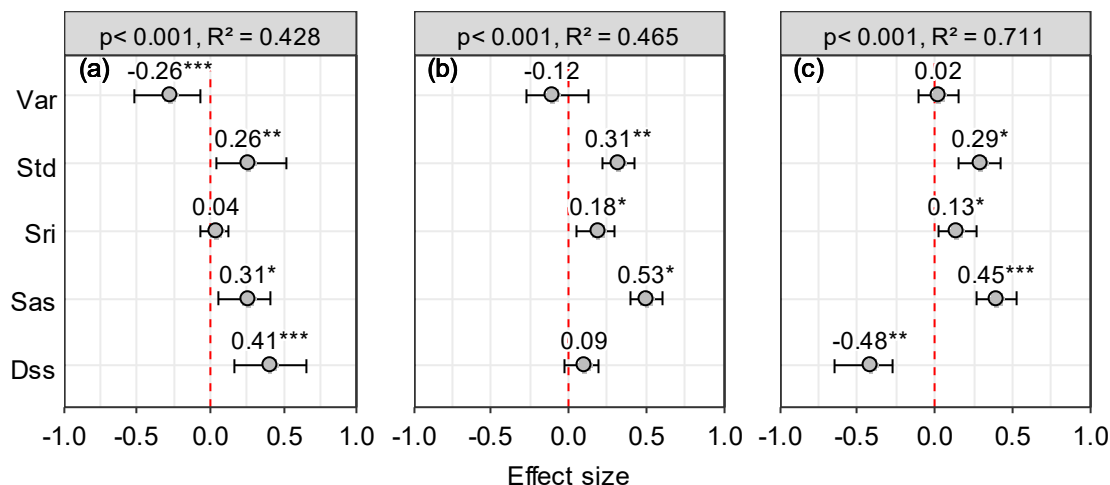 p< 0.001, R² = 0.428
p< 0.001, R² = 0.465
p< 0.001, R² = 0.711
(a)
(b)
(c)
Var
-0.26***
-0.12
0.02
Std
0.26**
0.31**
0.29*
Sri
0.04
0.18*
0.13*
Sas
0.31*
0.53*
0.45***
Dss
0.41***
0.09
-0.48**
-1.0 -0.5 0.0 0.5 1.0
-1.0 -0.5 0.0 0.5 1.0
-1.0 -0.5 0.0 0.5 1.0
Effect size